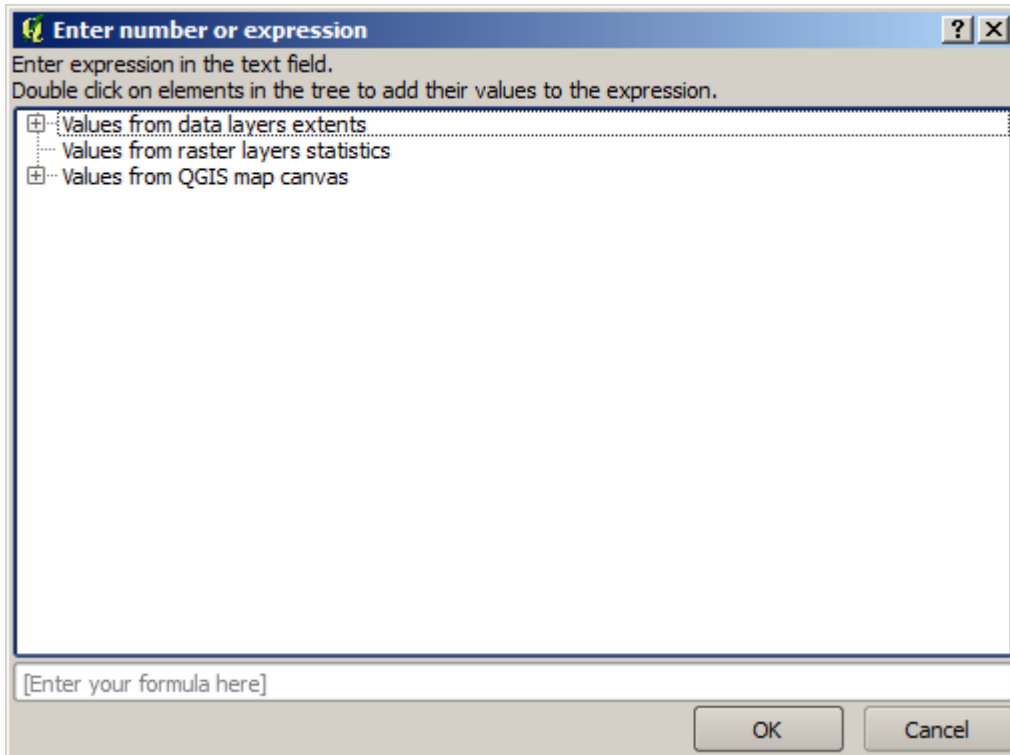 Enter number or expression
Enter expression in the text field.
Double click on elements in the tree to add their values to the expression.
Values from data layers extents
Values from raster layers statistics
Values from QGIS map canvas
[Enter your formula here]
OK Cancel